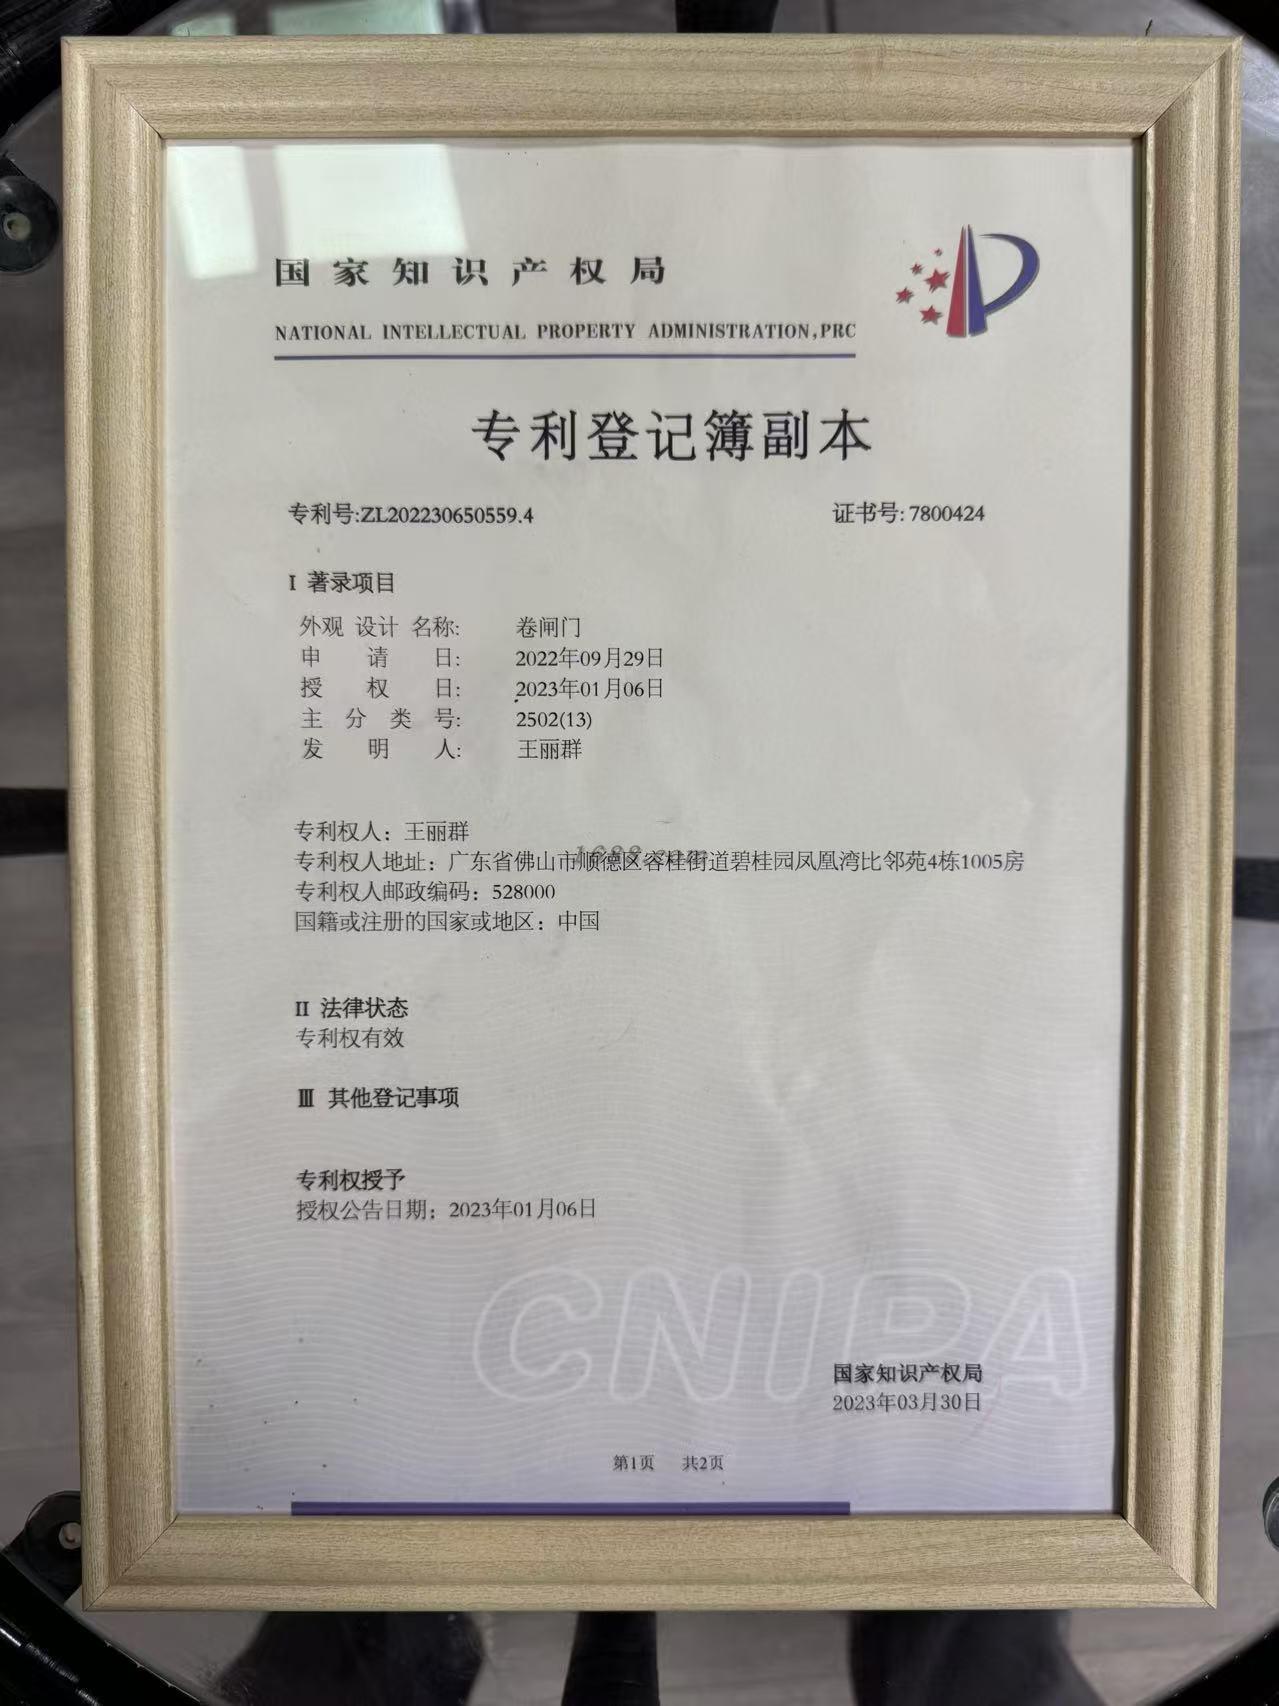 国家知识产权局
NATIONAL INTELLECTUAL PROPERTY ADMINISTRATION,PRC
专利登记簿副本
专利号:ZL202230650559.4 证书号: 7800424
I 著录项目
外观 设计 名称: 卷闸门
申 请 日: 2022年09月29日
授 权 日: 2023年01月06日
主 分 类 号: 2502(13)
发 明 人: 王丽群
专利权人：王丽群
1688.com
专利权人地址：广东省佛山市顺德区容桂街道碧桂园凤凰湾比邻苑4栋1005房
专利权人邮政编码：528000
国籍或注册的国家或地区：中国
II 法律状态
专利权有效
Ⅲ 其他登记事项
专利权授予
授权公告日期：2023年01月06日
CNIPA
国家知识产权局
2023年03月30日
第1页 共2页